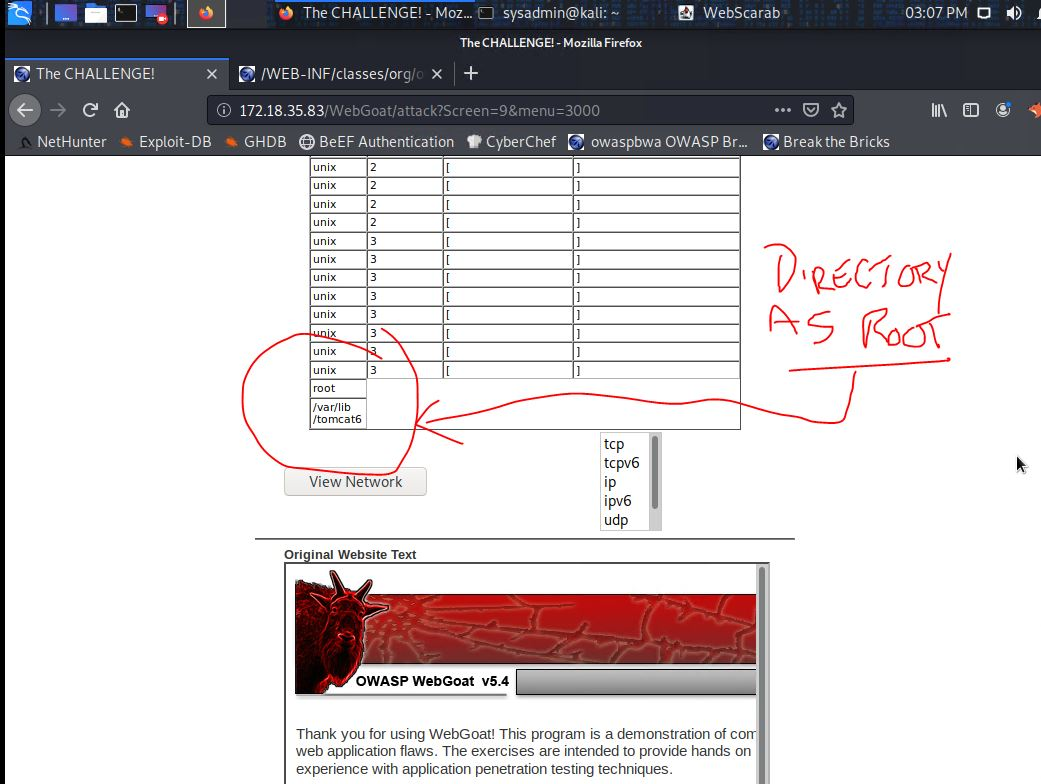 The CHALLENGE! - Moz...
sysadmin@kali: ~
WebScarab
03:07 PM
The CHALLENGE! - Mozilla Firefox
The CHALLENGE!
/WEB-INF/classes/org/o
172.18.35.83/WebGoat/attack?Screen=9&menu=3000
NetHunter
Exploit-DB
GHDB
BeEF Authentication
CyberChef
owaspbwa OWASP Br...
Break the Bricks
unix 2 [ ]
unix 2 [ ]
unix 2 [ ]
unix 2 [ ]
unix 3 [ ]
unix 3 [ ]
unix 3 [ ]
unix 3 [ ]
unix 3 [ ]
unix 3 [ ]
unix 3 [ ]
unix 3 [ ]
root
/var/lib
/tomcat6
DIRECTORY
AS ROOT
View Network
tcp
tcpv6
ip
ipv6
udp
Original Website Text
OWASP WebGoat v5.4
Thank you for using WebGoat! This program is a demonstration of com
web application flaws. The exercises are intended to provide hands on
experience with application penetration testing techniques.